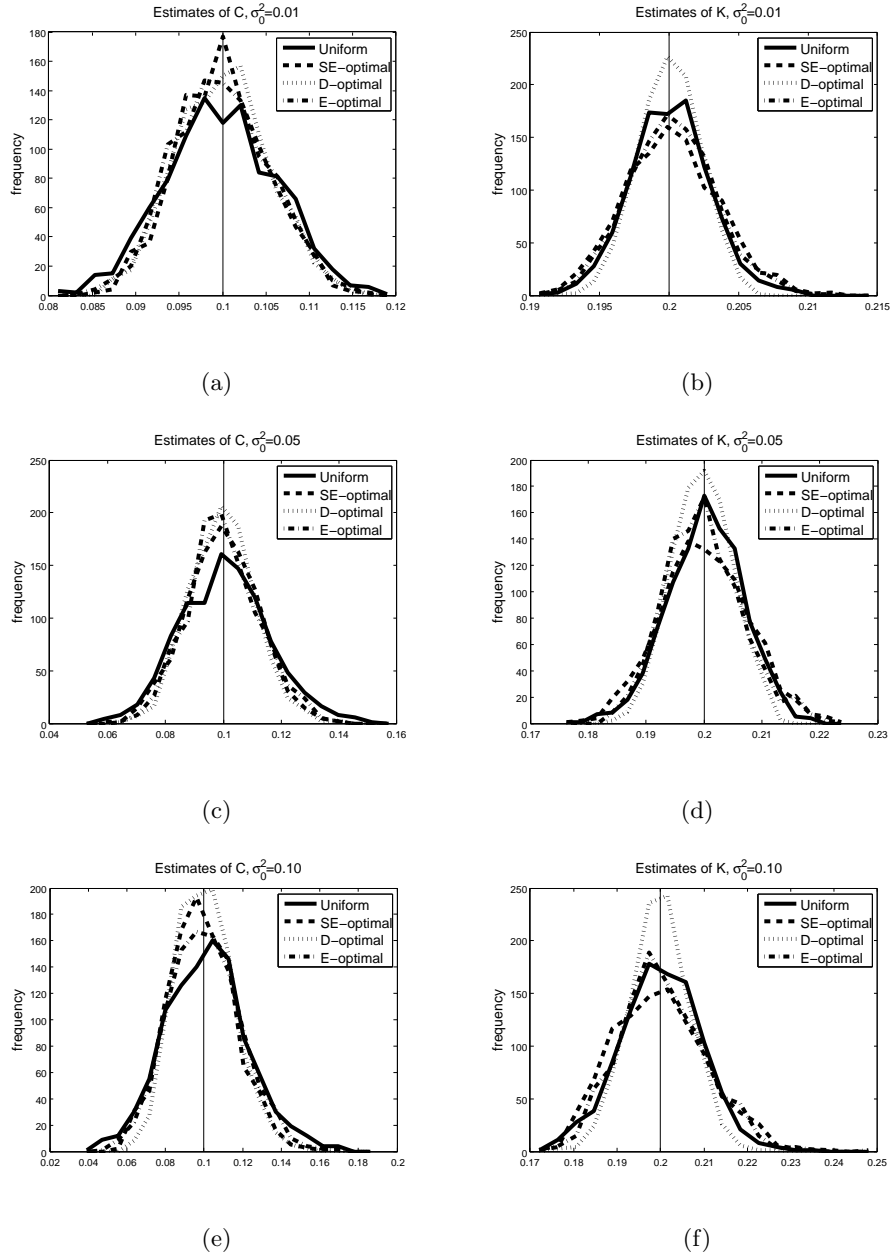 Estimates of C, σ₀²=0.01
180
160
140
120
100
80
60
40
20
0
frequency
0.08 0.085 0.09 0.095 0.1 0.105 0.11 0.115 0.12
Uniform
SE−optimal
D−optimal
E−optimal
(a)
Estimates of K, σ₀²=0.01
250
200
150
100
50
0
frequency
0.19 0.195 0.2 0.205 0.21 0.215
Uniform
SE−optimal
D−optimal
E−optimal
(b)
Estimates of C, σ₀²=0.05
250
200
150
100
50
0
frequency
0.04 0.06 0.08 0.1 0.12 0.14 0.16
Uniform
SE−optimal
D−optimal
E−optimal
(c)
Estimates of K, σ₀²=0.05
200
180
160
140
120
100
80
60
40
20
0
frequency
0.17 0.18 0.19 0.2 0.21 0.22 0.23
Uniform
SE−optimal
D−optimal
E−optimal
(d)
Estimates of C, σ₀²=0.10
200
180
160
140
120
100
80
60
40
20
0
frequency
0.02 0.04 0.06 0.08 0.1 0.12 0.14 0.16 0.18 0.2
Uniform
SE−optimal
D−optimal
E−optimal
(e)
Estimates of K, σ₀²=0.10
250
200
150
100
50
0
frequency
0.17 0.18 0.19 0.2 0.21 0.22 0.23 0.24 0.25
Uniform
SE−optimal
D−optimal
E−optimal
(f)